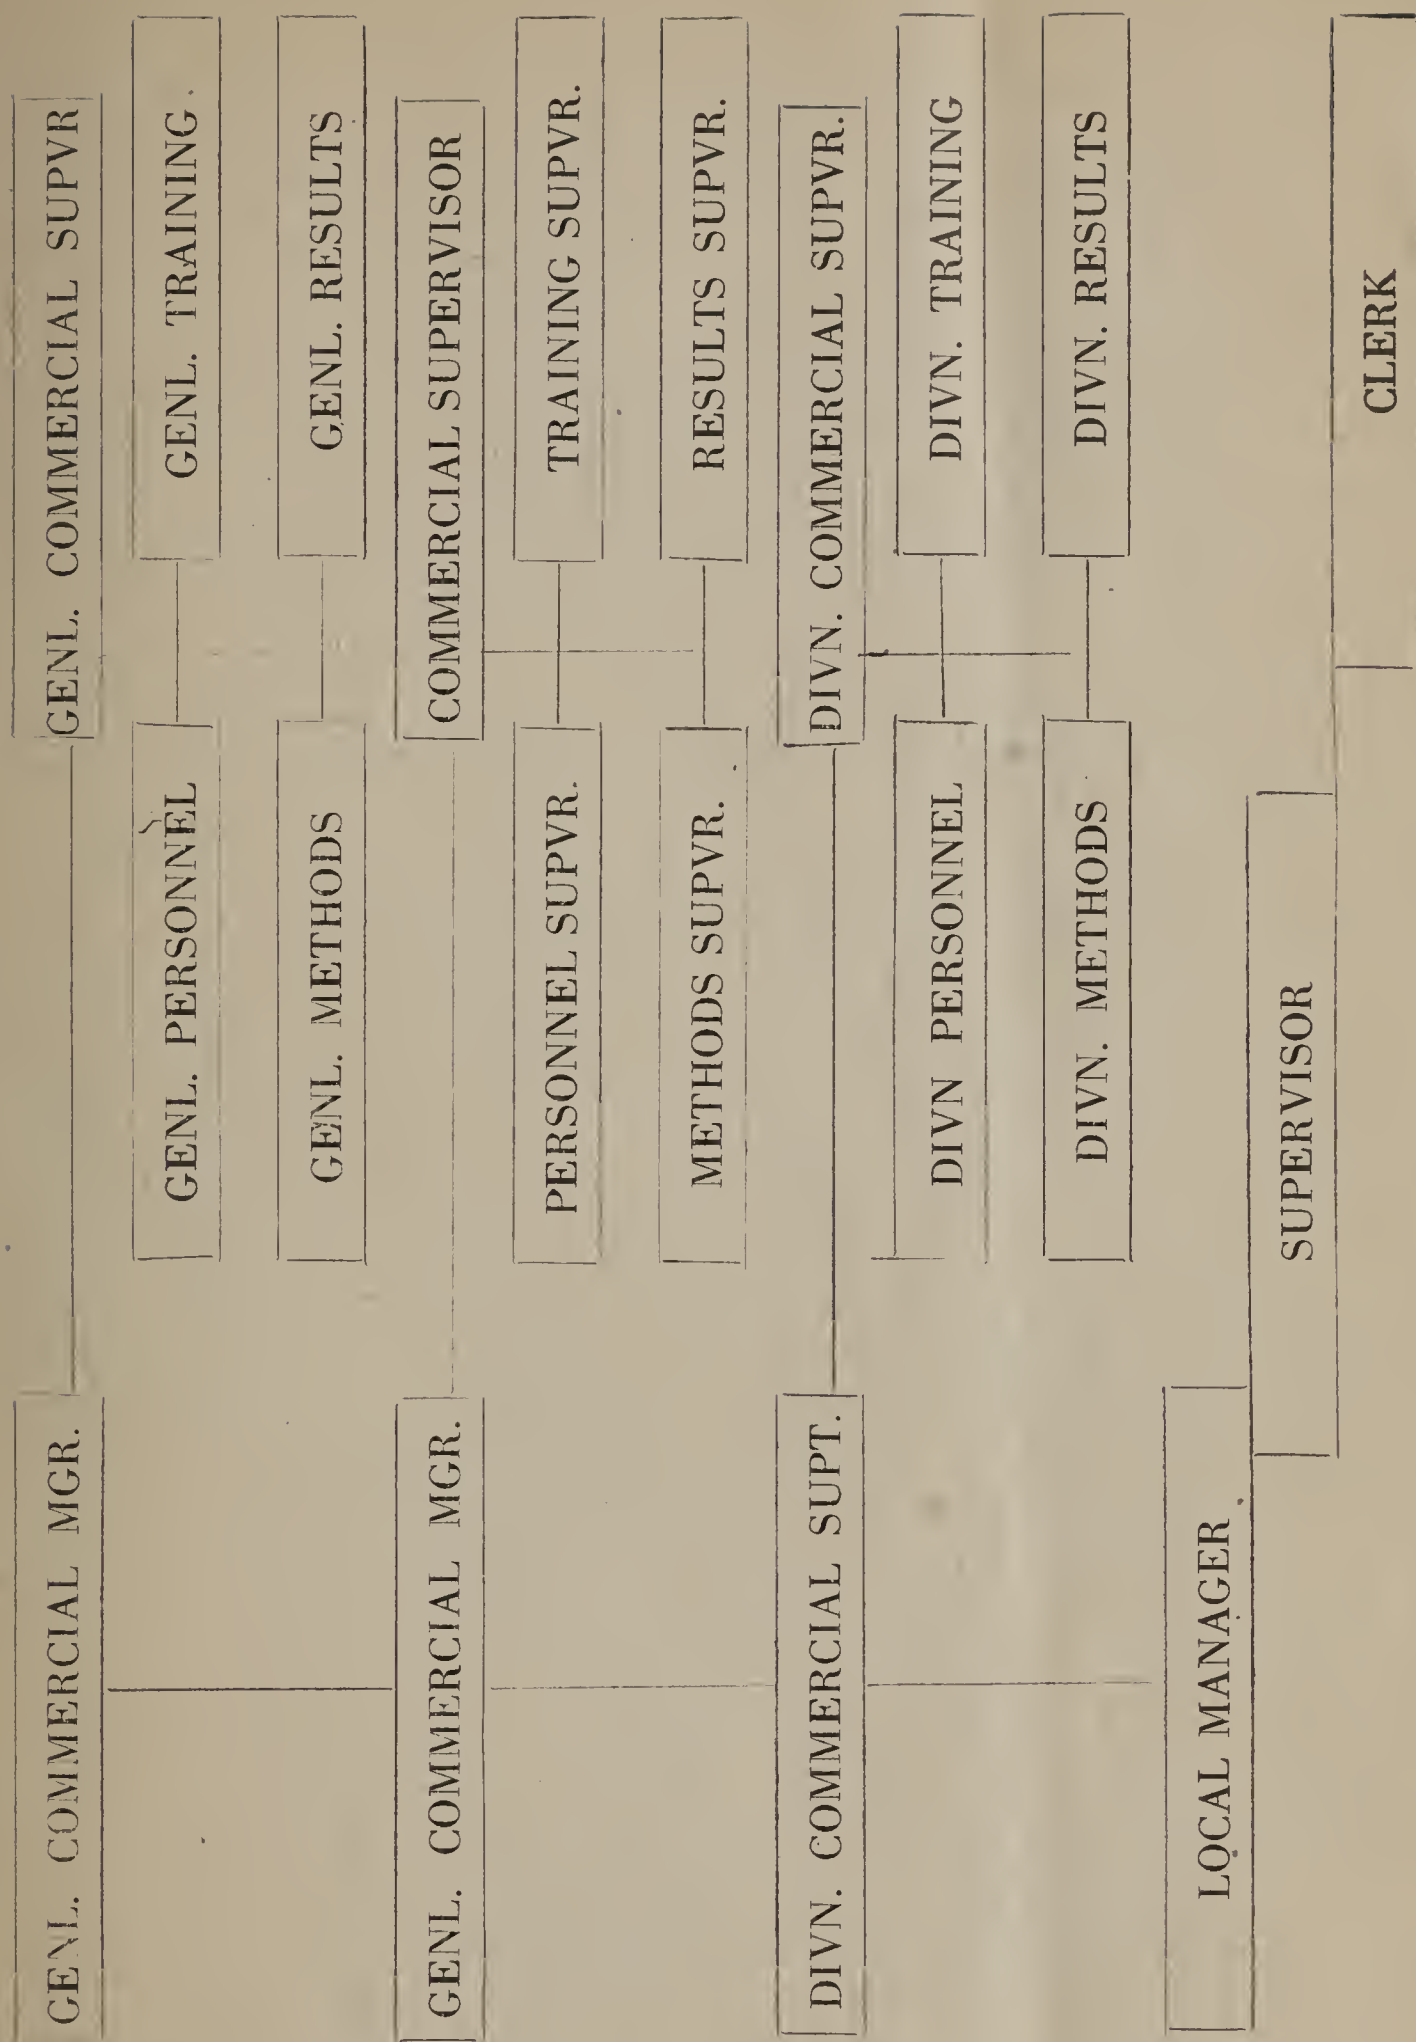 GENL. COMMERCIAL MGR.
GENL. COMMERCIAL SUPVR
GENL. PERSONNEL
GENL. TRAINING
GENL. METHODS
GENL. RESULTS
GENL. COMMERCIAL MGR.
COMMERCIAL SUPERVISOR
PERSONNEL SUPVR.
TRAINING SUPVR.
METHODS SUPVR.
RESULTS SUPVR.
DIVN. COMMERCIAL SUPT.
DIVN. COMMERCIAL SUPVR.
DIVN PERSONNEL
DIVN. TRAINING
DIVN. METHODS
DIVN. RESULTS
LOCAL MANAGER
SUPERVISOR
CLERK